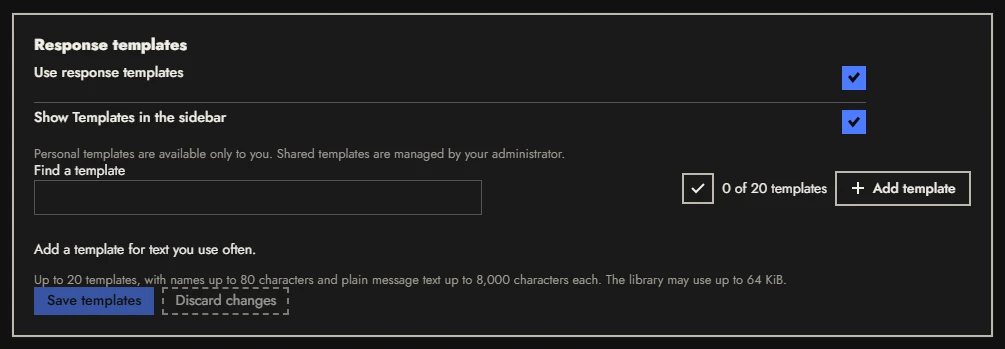 Response templates
Use response templates
Show Templates in the sidebar
Personal templates are available only to you. Shared templates are managed by your administrator.
Find a template
0 of 20 templates
Add template
Add a template for text you use often.
Up to 20 templates, with names up to 80 characters and plain message text up to 8,000 characters each. The library may use up to 64 KiB.
Save templates
Discard changes